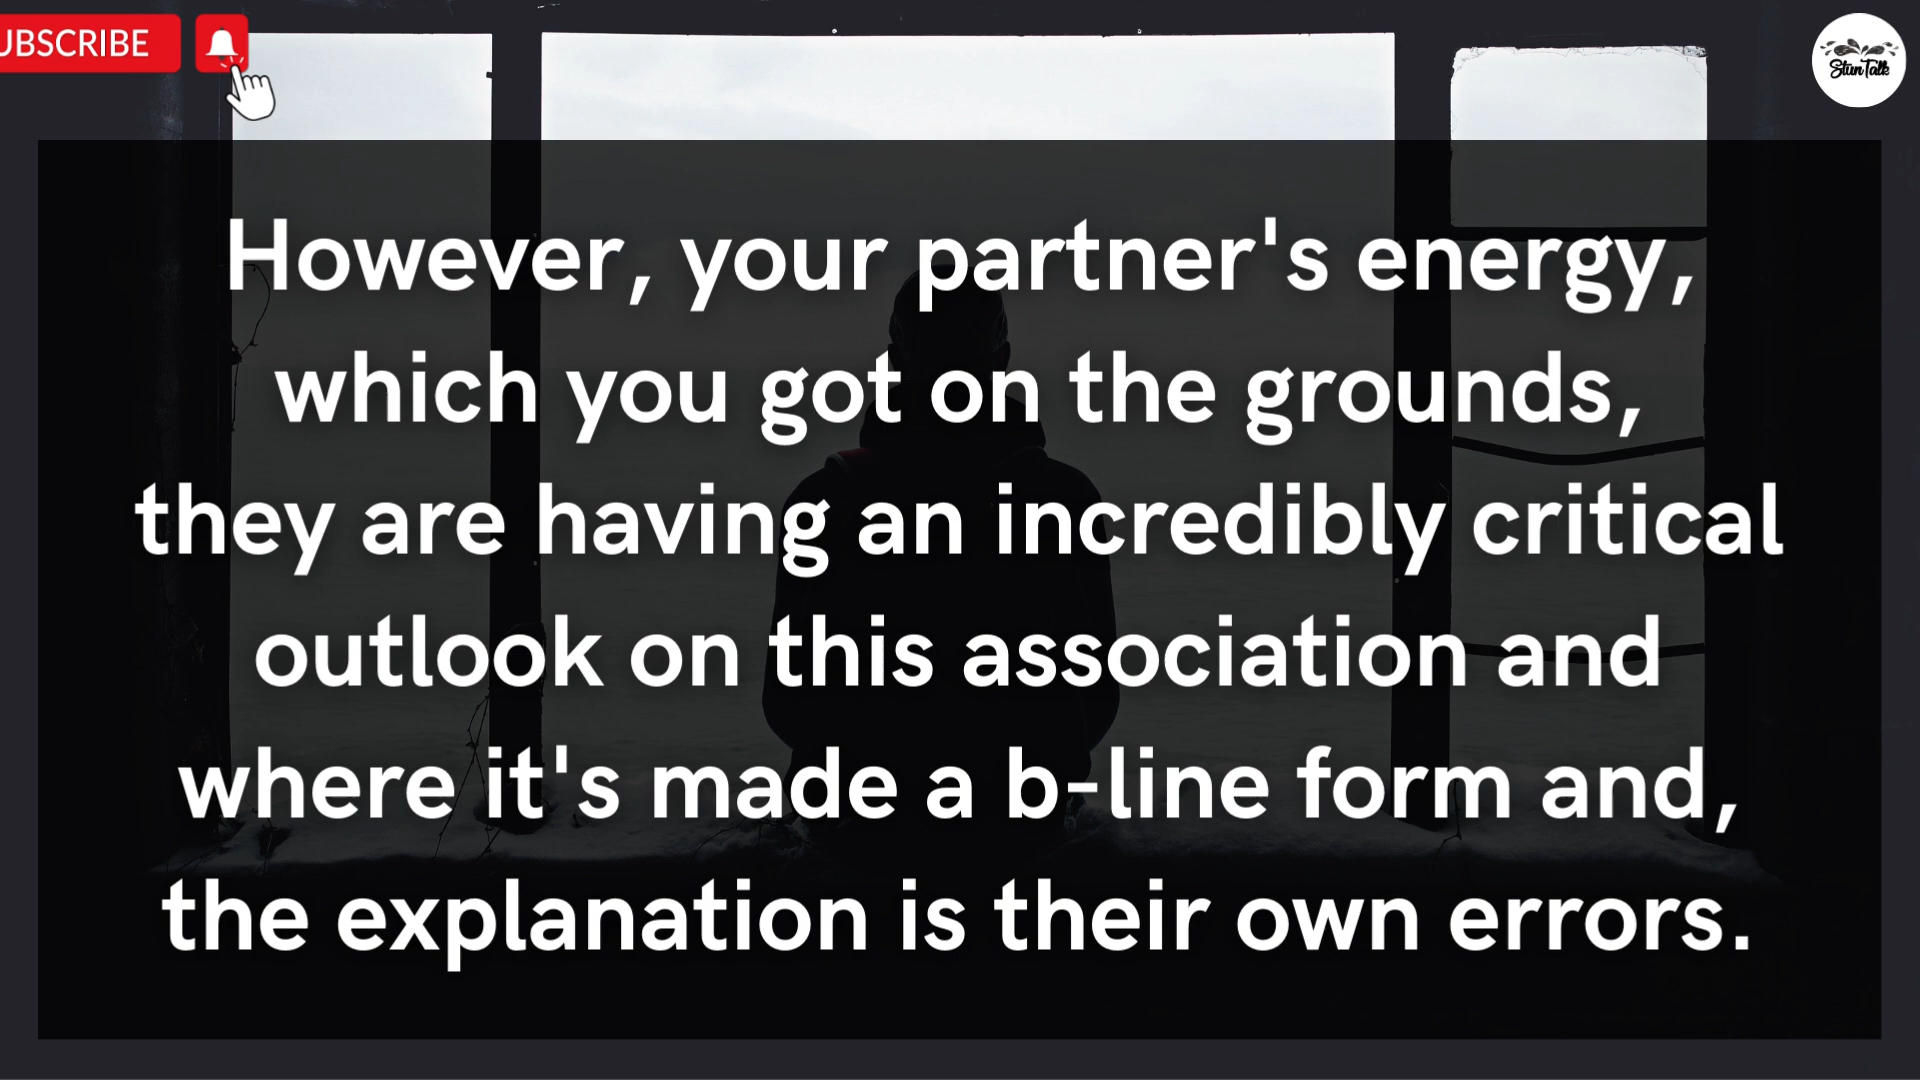 UBSCRIBE
StunTalk
However, your partner's energy,
which you got on the grounds,
they are having an incredibly critical
outlook on this association and
where it's made a b-line form and,
the explanation is their own errors.